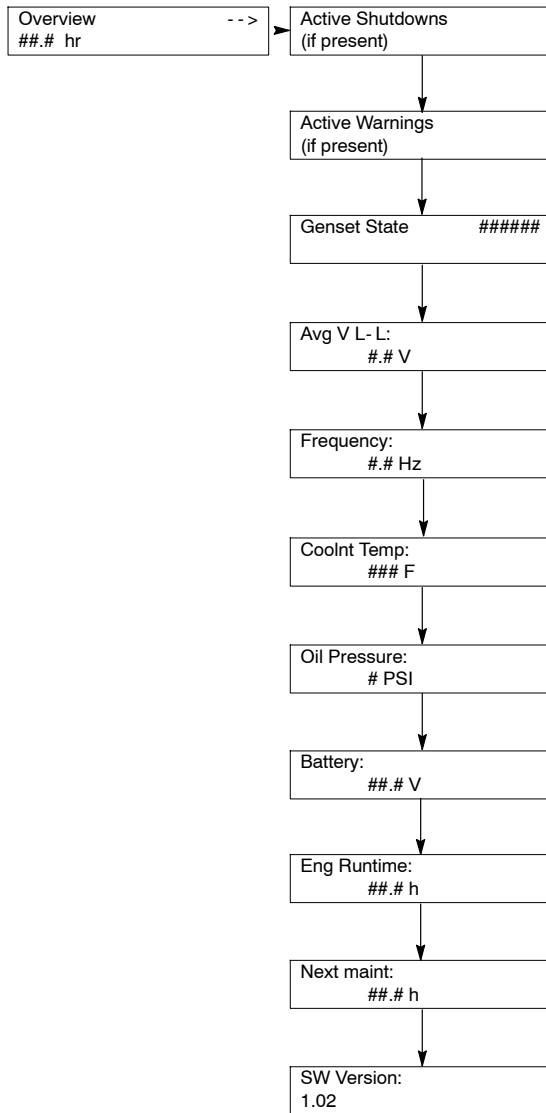 Overview - - >
##.# hr
Active Shutdowns
(if present)
Active Warnings
(if present)
Genset State ######
Avg V L- L:
#.# V
Frequency:
#.# Hz
Coolnt Temp:
### F
Oil Pressure:
# PSI
Battery:
##.# V
Eng Runtime:
##.# h
Next maint:
##.# h
SW Version:
1.02